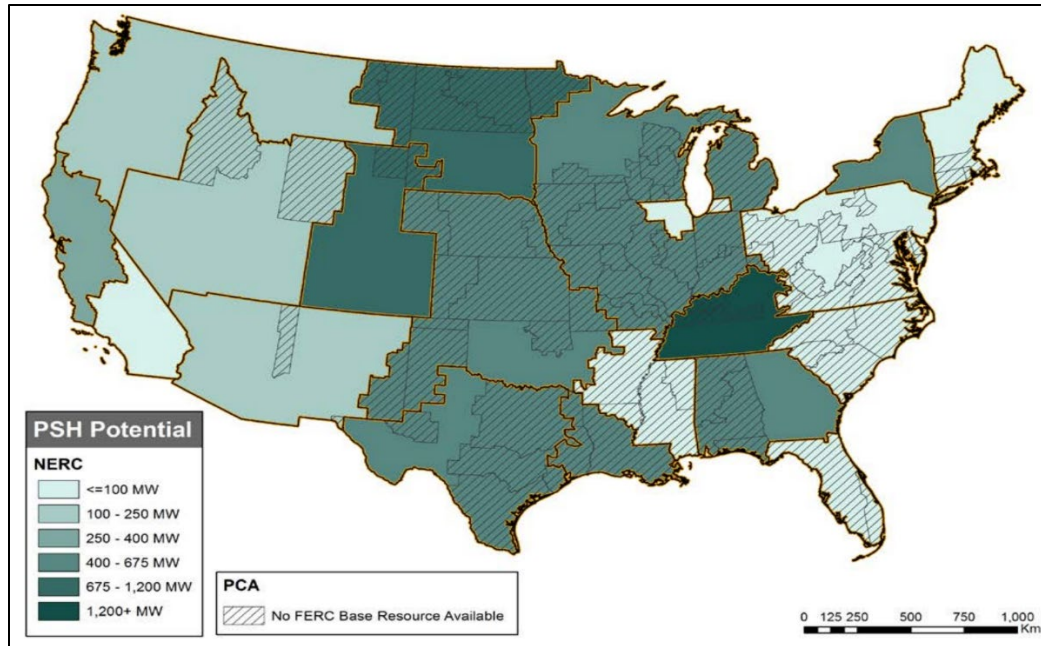 PSH Potential
NERC
<=100 MW
100 - 250 MW
250 - 400 MW
400 - 675 MW
675 - 1,200 MW
1,200+ MW
PCA
No FERC Base Resource Available
0 125 250 500 750 1,000
Km